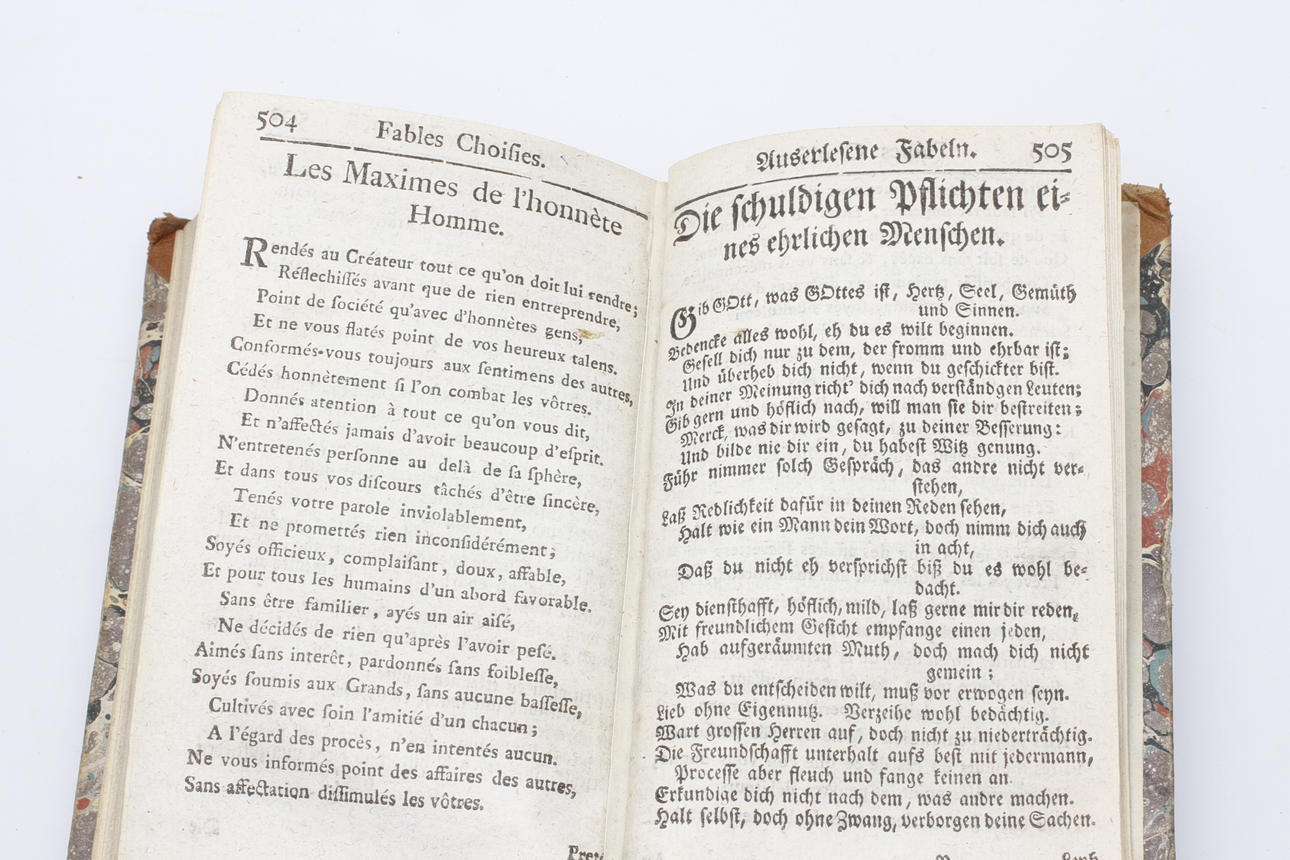 504 Fables Choiſies.
Les Maximes de l'honnète
Homme.
Rendés au Créateur tout ce qu'on doit lui rendre;
Réflechiſſés avant que de rien entreprendre,
Point de ſociété qu'avec d'honnètes gens,
Et ne vous flatés point de vos heureux talens.
Conformés-vous toujours aux ſentimens des autres,
Cédés honnètement ſi l'on combat les vôtres.
Donnés atention à tout ce qu'on vous dit,
Et n'affectés jamais d'avoir beaucoup d'eſprit.
N'entretenés perſonne au delà de ſa ſphère,
Et dans tous vos diſcours tâchés d'être ſincère,
Tenés votre parole inviolablement,
Et ne promettés rien inconſidérément;
Soyés officieux, complaiſant, doux, affable,
Et pour tous les humains d'un abord favorable.
Sans être familier, ayés un air aiſé,
Ne décidés de rien qu'après l'avoir peſé.
Aimés ſans interêt, pardonnés ſans foibleſſe,
Soyés ſoumis aux Grands, ſans aucune baſſeſſe,
Cultivés avec ſoin l'amitié d'un chacun;
A l'égard des procès, n'en intentés aucun.
Ne vous informés point des affaires des autres,
Sans affectation diſſimulés les vôtres.
Auserleſene Fabeln. 505
Die ſchuldigen Pflichten ei-
nes ehrlichen Menſchen.
Gib GOtt, was GOttes iſt, Hertz, Seel, Gemüth
und Sinnen.
Bedencke alles wohl, eh du es wilt beginnen.
Geſell dich nur zu dem, der fromm und ehrbar iſt;
Und überheb dich nicht, wenn du geſchickter biſt.
In deiner Meinung richt' dich nach verſtändgen Leuten;
Gib gern und höflich nach, will man ſie dir beſtreiten;
Merck, was dir wird geſagt, zu deiner Beſſerung:
Und bilde nie dir ein, du habeſt Witz genung.
Führ nimmer ſolch Geſpräch, das andre nicht ver-
ſtehen,
Laß Redlichkeit dafür in deinen Reden ſehen,
Halt wie ein Mann dein Wort, doch nimm dich auch
in acht,
Daß du nicht eh verſprichſt biß du es wohl be-
dacht.
Sey dienſthafft, höflich, mild, laß gerne mir dir reden,
Mit freundlichem Geſicht empfange einen jeden,
Hab aufgeräumten Muth, doch mach dich nicht
gemein;
Was du entſcheiden wilt, muß vor erwogen ſeyn.
Lieb ohne Eigennutz. Verzeihe wohl bedächtig.
Wart groſſen Herren auf, doch nicht zu niederträchtig.
Die Freundſchafft unterhalt aufs beſt mit jedermann,
Proceſſe aber fleuch und fange keinen an.
Erkundige dich nicht nach dem, was andre machen.
Halt ſelbſt, doch ohne Zwang, verborgen deine Sachen.